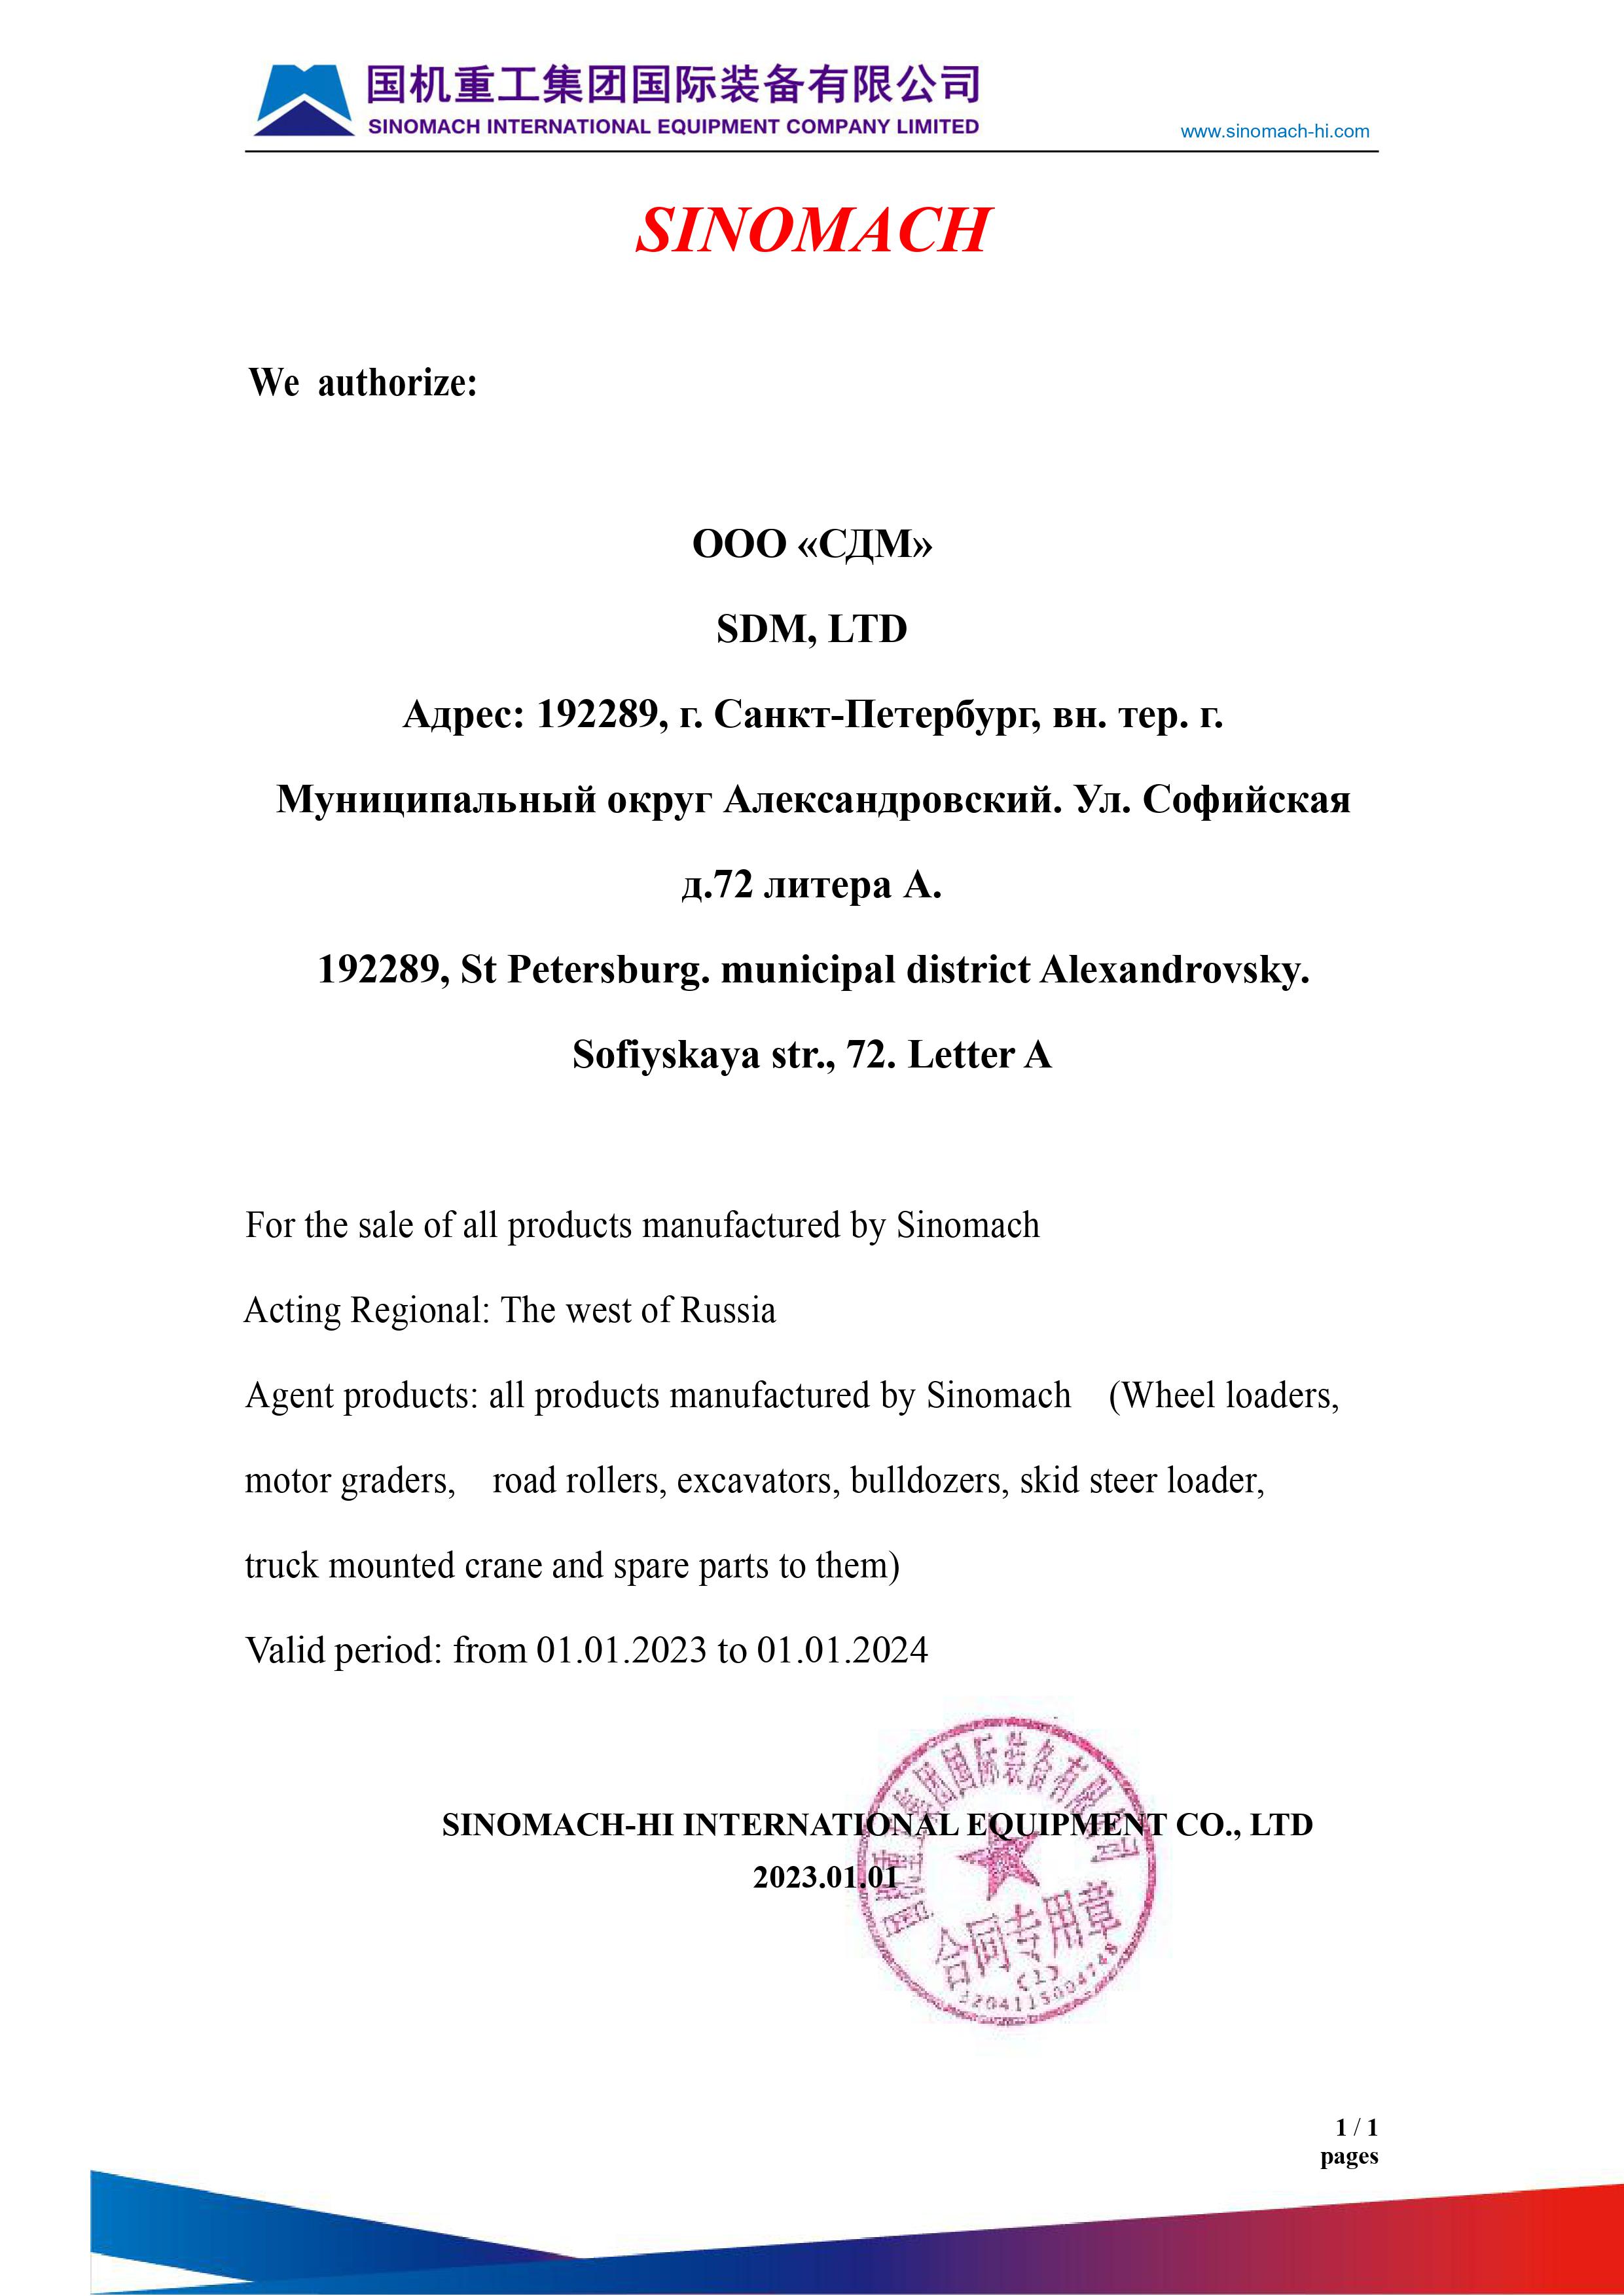 国机重工集团国际装备有限公司
SINOMACH INTERNATIONAL EQUIPMENT COMPANY LIMITED
www.sinomach-hi.com
SINOMACH
We authorize:
ООО «СДМ»
SDM, LTD
Адрес: 192289, г. Санкт-Петербург, вн. тер. г.
Муниципальный округ Александровский. Ул. Софийская
д.72 литера А.
192289, St Petersburg. municipal district Alexandrovsky.
Sofiyskaya str., 72. Letter A
For the sale of all products manufactured by Sinomach
Acting Regional: The west of Russia
Agent products: all products manufactured by Sinomach (Wheel loaders,
motor graders, road rollers, excavators, bulldozers, skid steer loader,
truck mounted crane and spare parts to them)
Valid period: from 01.01.2023 to 01.01.2024
SINOMACH-HI INTERNATIONAL EQUIPMENT CO., LTD
2023.01.01
国机重工集团国际装备有限公司
合同专用章
(1)
1 / 1
pages